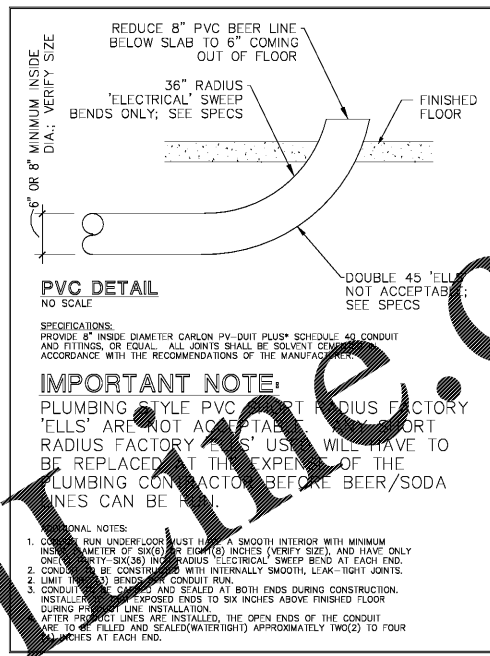 REDUCE 8" PVC BEER LINE
BELOW SLAB TO 6" COMING
OUT OF FLOOR
36" RADIUS
'ELECTRICAL' SWEEP
BENDS ONLY; SEE SPECS
FINISHED
FLOOR
6" OR 8" MINIMUM INSIDE
DIA.; VERIFY SIZE
DOUBLE 45 'ELLS'
NOT ACCEPTABLE;
SEE SPECS
PVC DETAIL
NO SCALE
SPECIFICATIONS:
PROVIDE 8" INSIDE DIAMETER CARLON PV-DUIT PLUS* SCHEDULE 40 CONDUIT
AND FITTINGS, OR EQUAL. ALL JOINTS SHALL BE SOLVENT CEMENTED
ACCORDANCE WITH THE RECOMMENDATIONS OF THE MANUFACTURER.
IMPORTANT NOTE:
PLUMBING STYLE PVC SHORT RADIUS FACTORY
'ELLS' ARE NOT ACCEPTABLE. ANY SHORT
RADIUS FACTORY 'ELLS' USED WILL HAVE TO
BE REPLACED AT THE EXPENSE OF THE
PLUMBING CONTRACTOR BEFORE BEER/SODA
LINES CAN BE RUN.
ADDITIONAL NOTES:
1. CONDUIT RUN UNDERFLOOR MUST HAVE A SMOOTH INTERIOR WITH MINIMUM
INSIDE DIAMETER OF SIX(6) OR EIGHT(8) INCHES (VERIFY SIZE), AND HAVE ONLY
ONE(1) THIRTY-SIX(36) INCH RADIUS 'ELECTRICAL' SWEEP BEND AT EACH END.
2. CONDUIT TO BE CONSTRUCTED WITH INTERNALLY SMOOTH, LEAK-TIGHT JOINTS.
2. LIMIT THREE(3) BENDS PER CONDUIT RUN.
3. CONDUIT TO BE CAPPED AND SEALED AT BOTH ENDS DURING CONSTRUCTION.
INSTALLER TO CUT EXPOSED ENDS TO SIX INCHES ABOVE FINISHED FLOOR
DURING PRODUCT LINE INSTALLATION.
4. AFTER PRODUCT LINES ARE INSTALLED, THE OPEN ENDS OF THE CONDUIT
ARE TO BE FILLED AND SEALED(WATERTIGHT) APPROXIMATELY TWO(2) TO FOUR
(4) INCHES AT EACH END.
Line.c